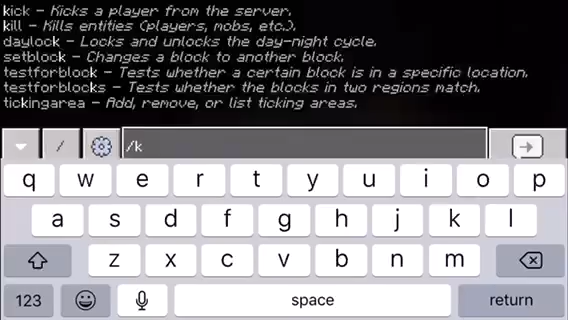 kick – Kicks a player from the server.
kill – Kills entities (players, mobs, etc.).
daylock – Locks and unlocks the day-night cycle.
setblock – Changes a block to another block.
testforblock – Tests whether a certain block is in a specific location.
testforblocks – Tests whether the blocks in two regions match.
tickingarea – Add, remove, or list ticking areas.
/ /k
q w e r t y u i o p
a s d f g h j k l
z x c v b n m
123 space return